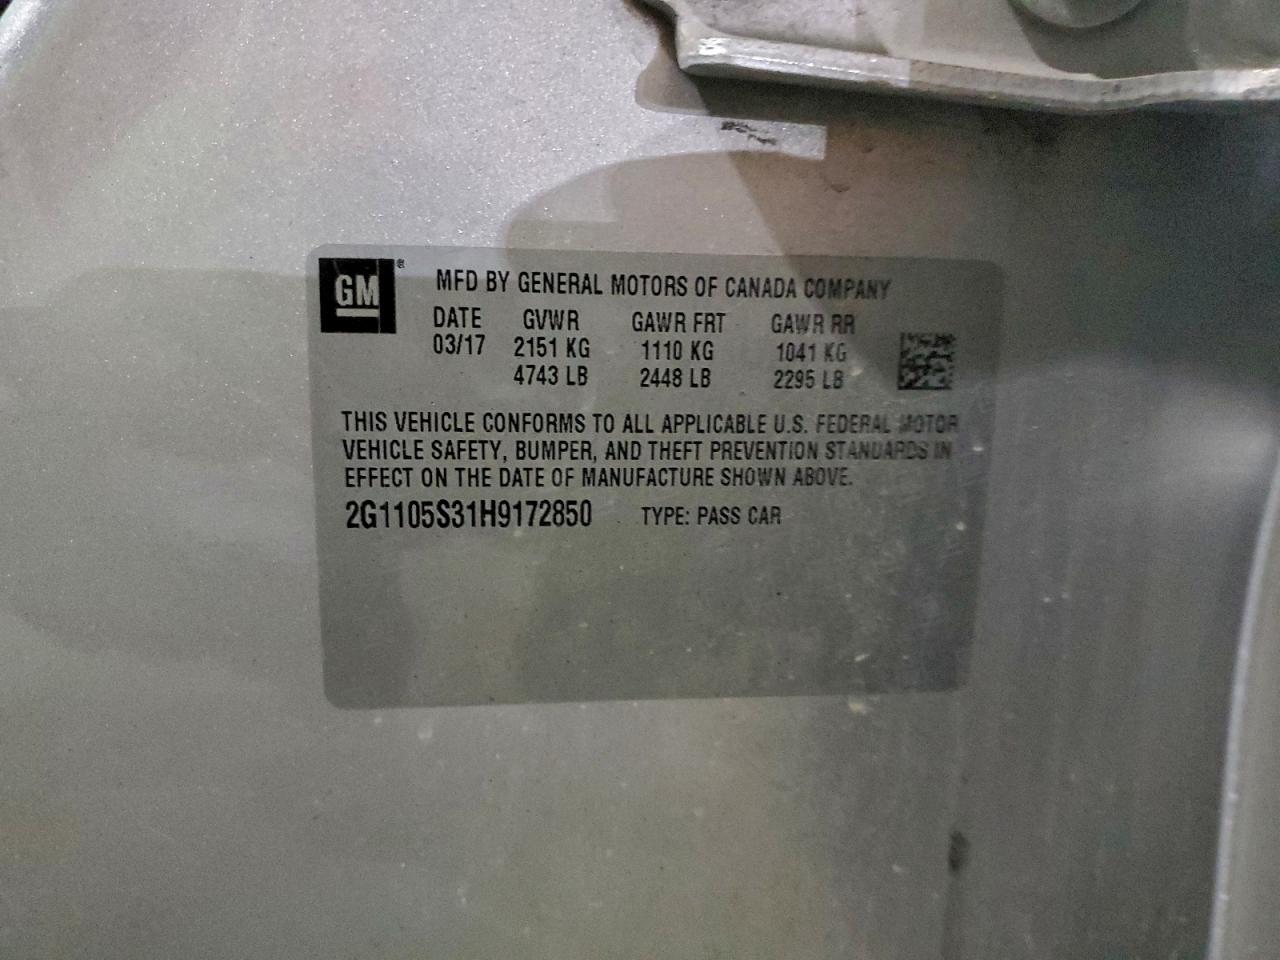 GM®
MFD BY GENERAL MOTORS OF CANADA COMPANY
DATE GVWR GAWR FRT GAWR RR
03/17 2151 KG 1110 KG 1041 KG
4743 LB 2448 LB 2295 LB
THIS VEHICLE CONFORMS TO ALL APPLICABLE U.S. FEDERAL MOTOR
VEHICLE SAFETY, BUMPER, AND THEFT PREVENTION STANDARDS IN
EFFECT ON THE DATE OF MANUFACTURE SHOWN ABOVE.
2G1105S31H9172850 TYPE: PASS CAR